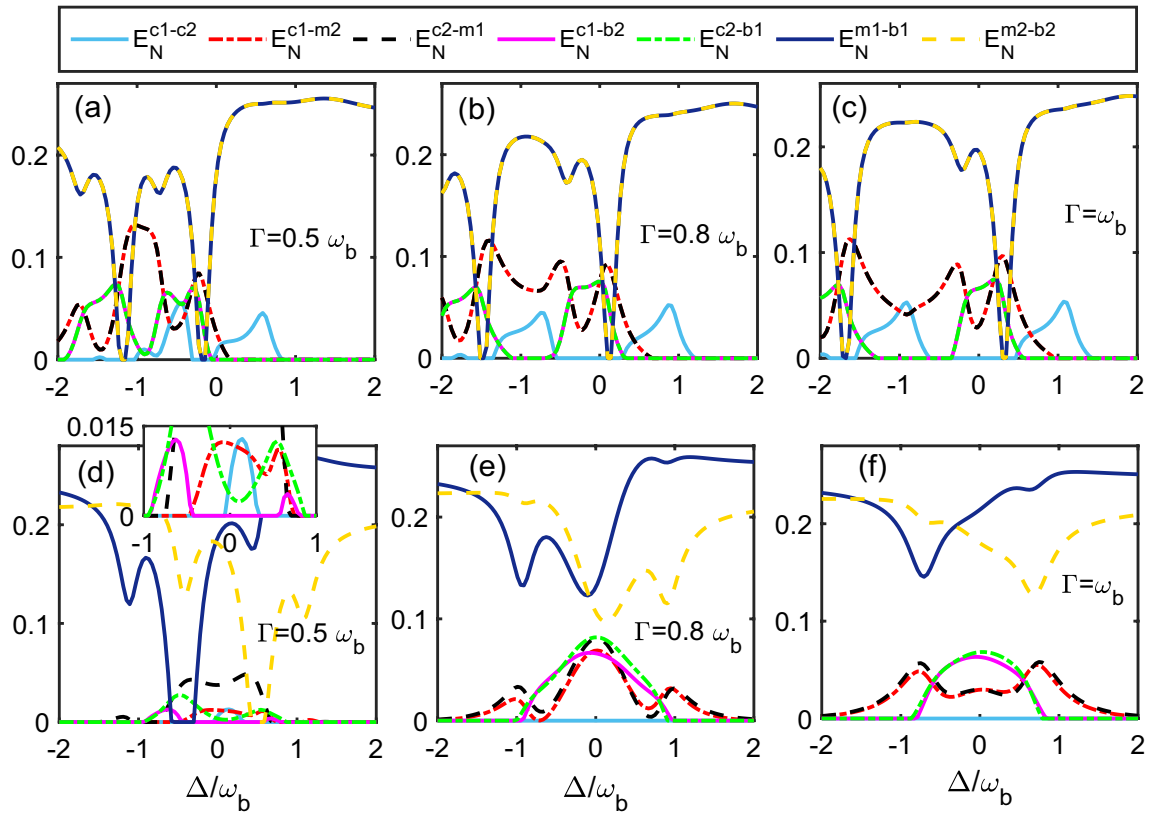 E_N^{c1-c2} E_N^{c1-m2} E_N^{c2-m1} E_N^{c1-b2} E_N^{c2-b1} E_N^{m1-b1} E_N^{m2-b2}
(a) (b) (c)
0.2 0.2 0.2
Γ=0.5 ω_b Γ=0.8 ω_b Γ=ω_b
0.1 0.1 0.1
0 0 0
-2 -1 0 1 2 -2 -1 0 1 2 -2 -1 0 1 2
0.015
(d) (e) (f)
0
-1 0 1
0.2 0.2 0.2
Γ=0.5 ω_b Γ=0.8 ω_b Γ=ω_b
0.1 0.1 0.1
0 0 0
-2 -1 0 1 2 -2 -1 0 1 2 -2 -1 0 1 2
Δ/ω_b Δ/ω_b Δ/ω_b